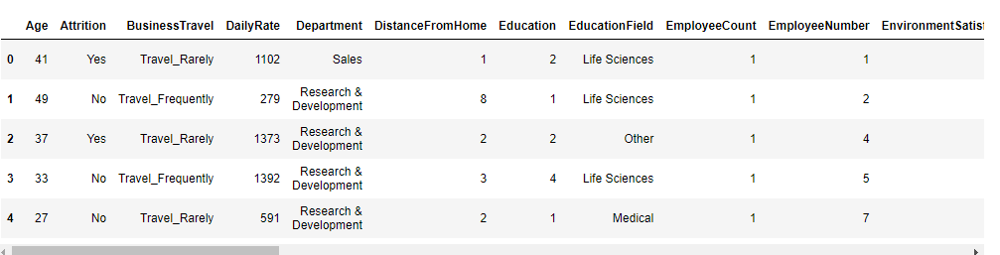 Age Attrition BusinessTravel DailyRate Department DistanceFromHome Education EducationField EmployeeCount EmployeeNumber EnvironmentSatisf
0 41 Yes Travel_Rarely 1102 Sales 1 2 Life Sciences 1 1
1 49 No Travel_Frequently 279 Research & Development 8 1 Life Sciences 1 2
2 37 Yes Travel_Rarely 1373 Research & Development 2 2 Other 1 4
3 33 No Travel_Frequently 1392 Research & Development 3 4 Life Sciences 1 5
4 27 No Travel_Rarely 591 Research & Development 2 1 Medical 1 7